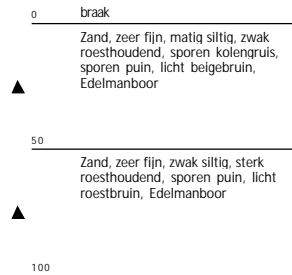 0 braak
Zand, zeer fijn, matig siltig, zwak
roesthoudend, sporen kolengruis,
sporen puin, licht beigebruin,
Edelmanboor
50
Zand, zeer fijn, zwak siltig, sterk
roesthoudend, sporen puin, licht
roestbruin, Edelmanboor
100